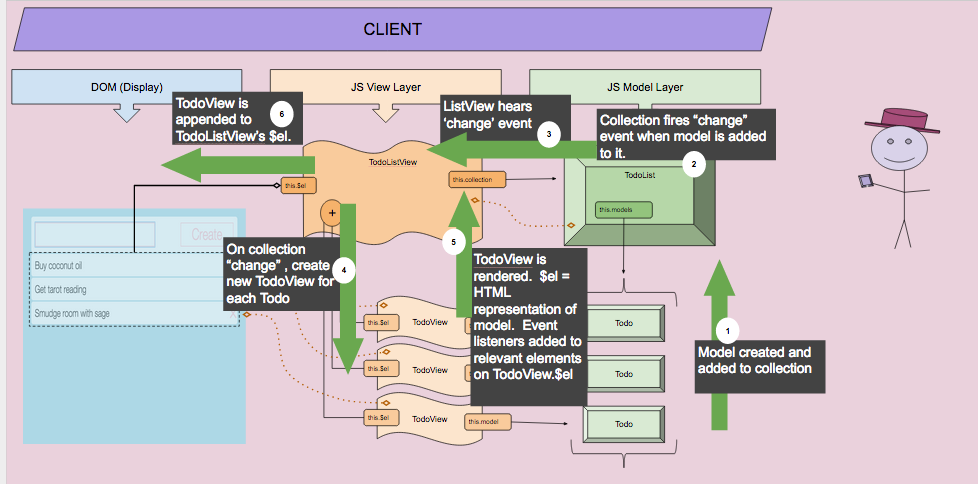 CLIENT
DOM (Display)
JS View Layer
JS Model Layer
TodoView is
appended to
TodoListView's $el.
6
ListView hears
‘change’ event
3
Collection fires “change”
event when model is added
to it.
2
TodoListView
TodoList
this.$el
this.collection
this.models
+
Create
Buy coconut oil
Get tarot reading
Smudge room with sage
X
On collection
“change” , create
new TodoView for
each Todo
4
5
TodoView is
rendered. $el =
HTML
representation of
model. Event
listeners added to
relevant elements
on TodoView.$el
1
Model created and
added to collection
this.$el
TodoView
Todo
this.$el
TodoView
Todo
this.$el
TodoView
this.model
Todo